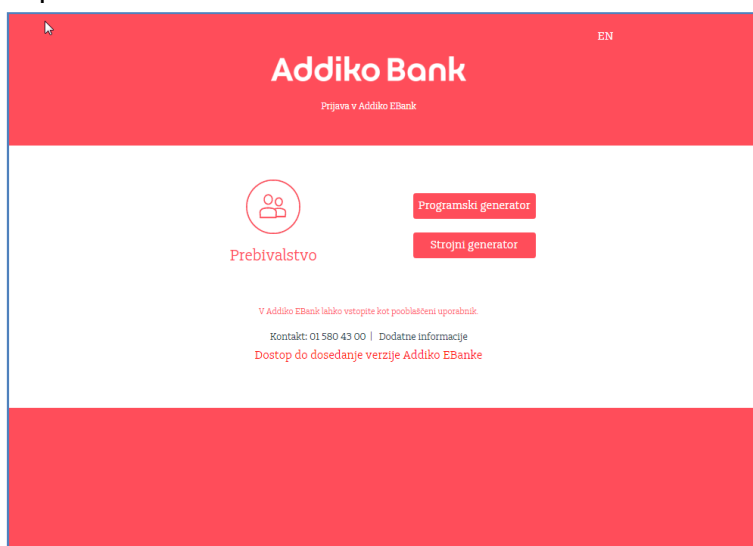 EN
Addiko Bank
Prijava v Addiko EBank
Programski generator
Strojni generator
Prebivalstvo
V Addiko EBank lahko vstopite kot pooblaščeni uporabnik.
Kontakt: 01 580 43 00 | Dodatne informacije
Dostop do dosedanje verzije Addiko EBanke